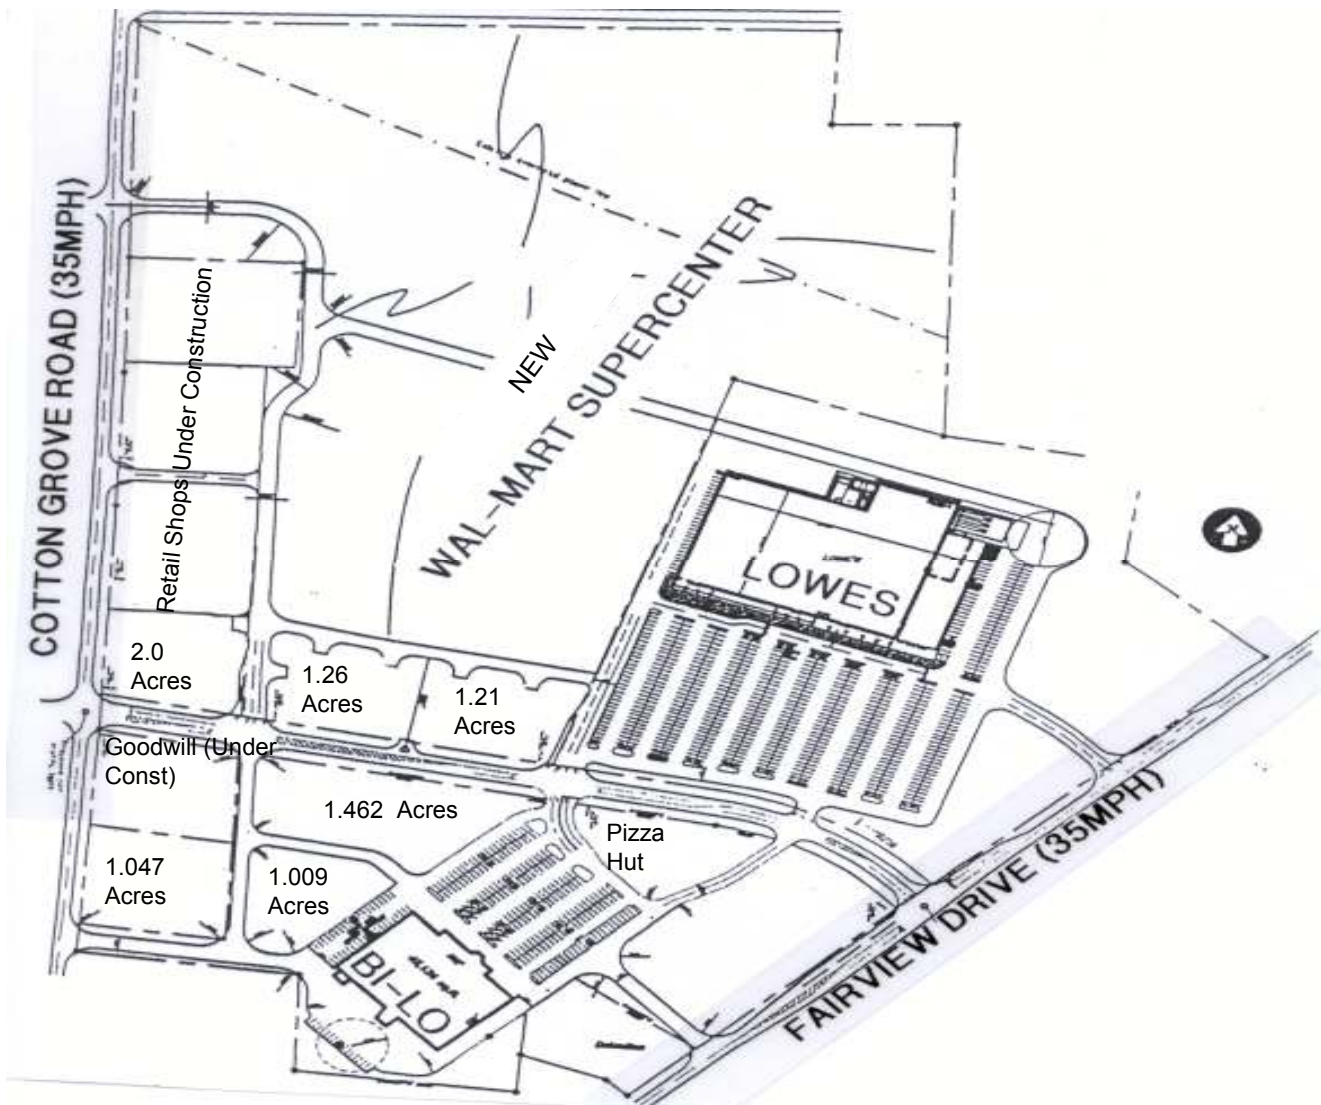 COTTON GROVE ROAD (35MPH)
Retail Shops Under Construction
NEW
WAL-MART SUPERCENTER
LOWES
2.0
Acres
1.26
Acres
1.21
Acres
Goodwill (Under
Const)
1.462 Acres
Pizza
Hut
1.047
Acres
1.009
Acres
BI-LO
FAIRVIEW DRIVE (35MPH)